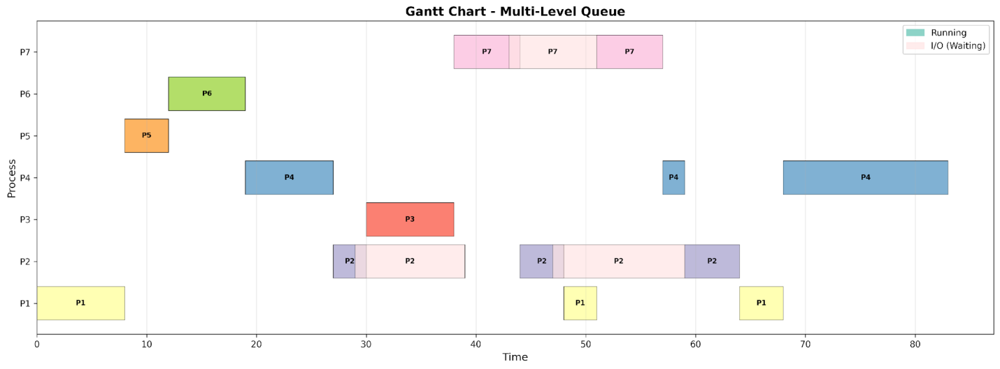 Gantt Chart - Multi-Level Queue
Running
I/O (Waiting)
Process
P7
P7 P7 P7
P6
P6
P5
P5
P4
P4 P4 P4
P3
P3
P2
P2 P2 P2 P2 P2
P1
P1 P1 P1
0 10 20 30 40 50 60 70 80
Time